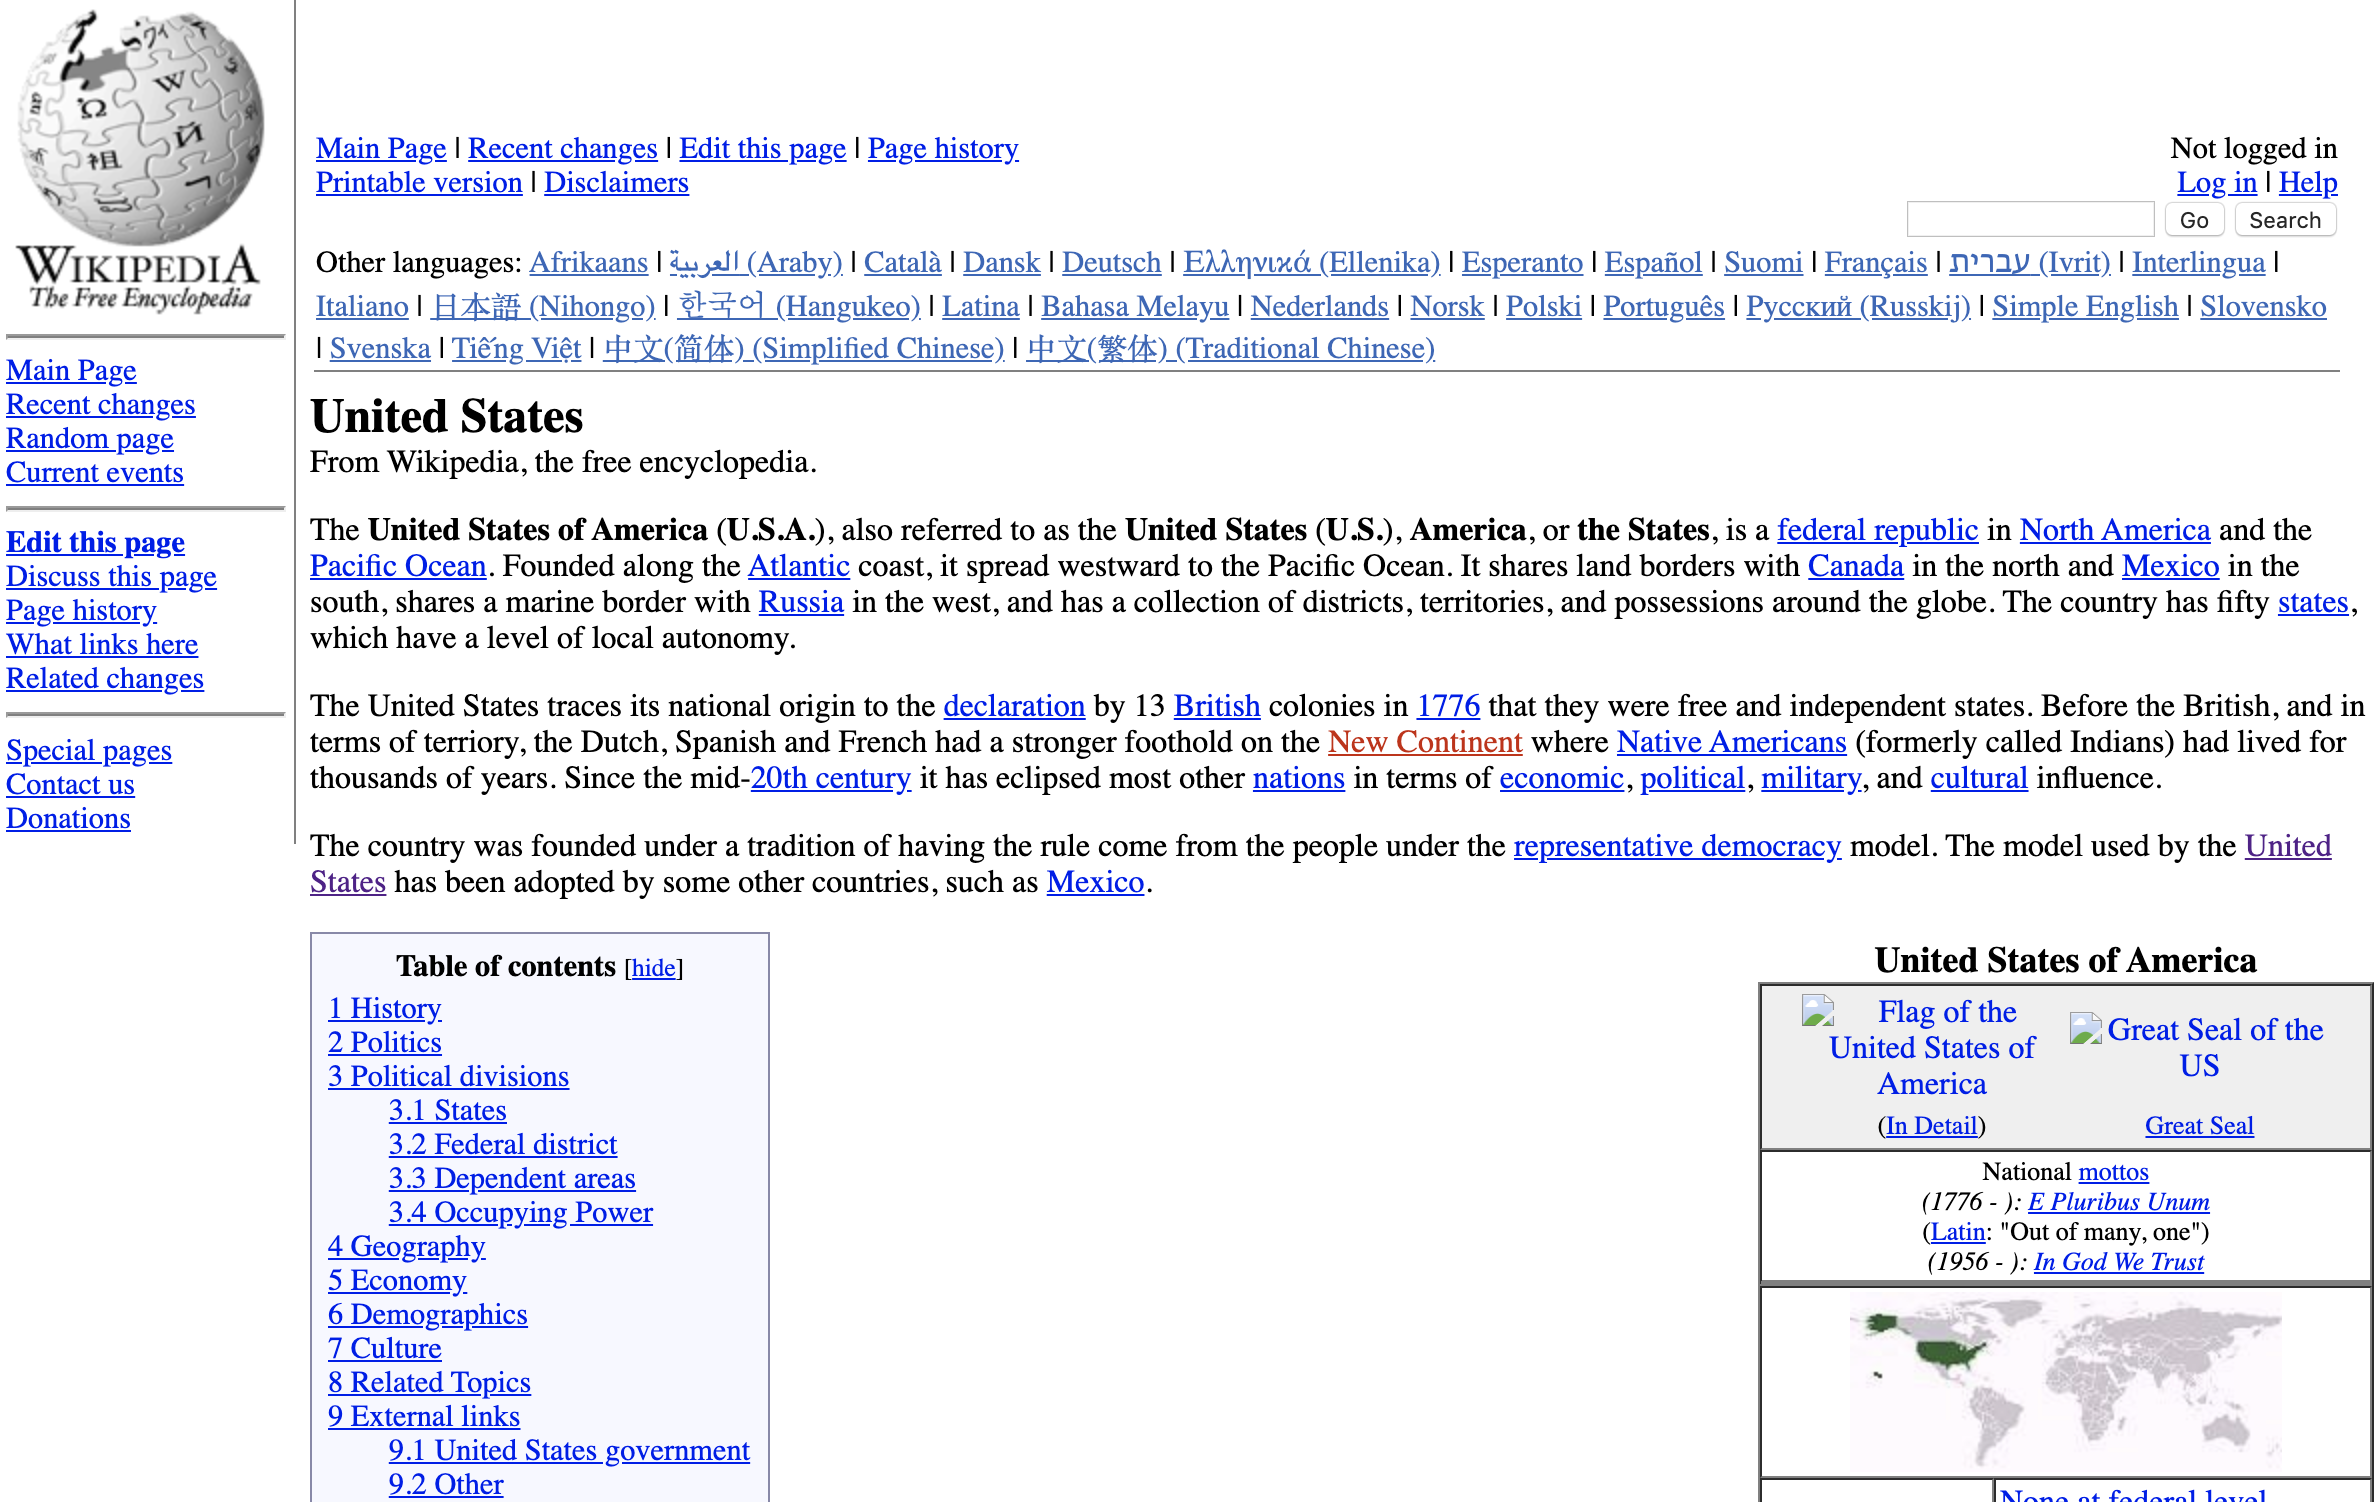 WIKIPEDIA
The Free Encyclopedia
Main Page
Recent changes
Random page
Current events
Edit this page
Discuss this page
Page history
What links here
Related changes
Special pages
Contact us
Donations
Main Page | Recent changes | Edit this page | Page history
Printable version | Disclaimers
Not logged in
Log in | Help
Go Search
Other languages: Afrikaans | العربية (Araby) | Català | Dansk | Deutsch | Ελληνικά (Ellenika) | Esperanto | Español | Suomi | Français | עברית (Ivrit) | Interlingua |
Italiano | 日本語 (Nihongo) | 한국어 (Hangukeo) | Latina | Bahasa Melayu | Nederlands | Norsk | Polski | Português | Русский (Russkij) | Simple English | Slovensko
| Svenska | Tiếng Việt | 中文(简体) (Simplified Chinese) | 中文(繁体) (Traditional Chinese)
United States
From Wikipedia, the free encyclopedia.
The United States of America (U.S.A.), also referred to as the United States (U.S.), America, or the States, is a federal republic in North America and the
Pacific Ocean. Founded along the Atlantic coast, it spread westward to the Pacific Ocean. It shares land borders with Canada in the north and Mexico in the
south, shares a marine border with Russia in the west, and has a collection of districts, territories, and possessions around the globe. The country has fifty states,
which have a level of local autonomy.
The United States traces its national origin to the declaration by 13 British colonies in 1776 that they were free and independent states. Before the British, and in
terms of terriory, the Dutch, Spanish and French had a stronger foothold on the New Continent where Native Americans (formerly called Indians) had lived for
thousands of years. Since the mid-20th century it has eclipsed most other nations in terms of economic, political, military, and cultural influence.
The country was founded under a tradition of having the rule come from the people under the representative democracy model. The model used by the United
States has been adopted by some other countries, such as Mexico.
Table of contents [hide]
1 History
2 Politics
3 Political divisions
3.1 States
3.2 Federal district
3.3 Dependent areas
3.4 Occupying Power
4 Geography
5 Economy
6 Demographics
7 Culture
8 Related Topics
9 External links
9.1 United States government
9.2 Other
United States of America
Flag of the
United States of
America
(In Detail)
Great Seal of the
US
Great Seal
National mottos
(1776 - ): E Pluribus Unum
(Latin: "Out of many, one")
(1956 - ): In God We Trust
None at federal level